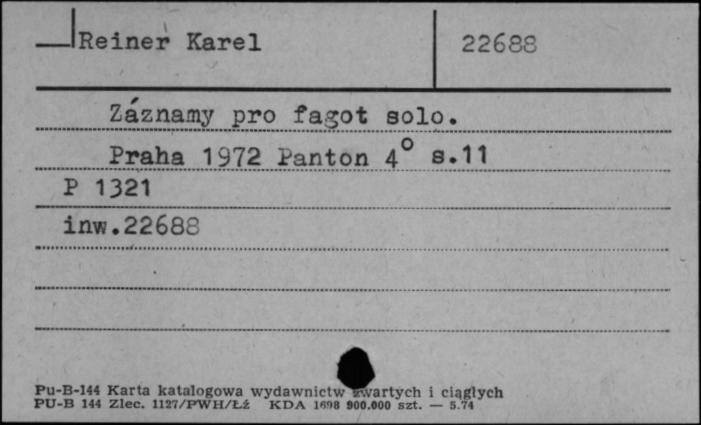 Reiner Karel 22688
Záznamy pro fagot solo.
Praha 1972 Panton 4° s.11
P 1321
inw.22688
Pu-B-144 Karta katalogowa wydawnictw zwartych i ciągłych
PU-B 144 Zlec. 1127/PWH/Łź KDA 1698 900.000 szt. — 5.74